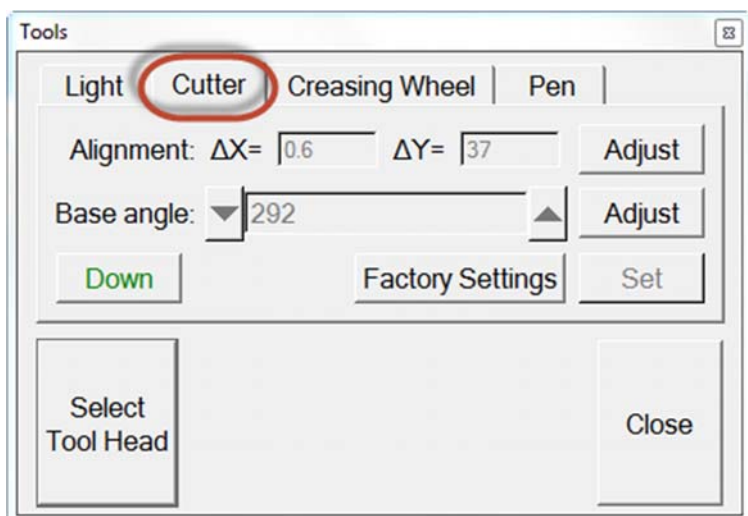 Tools
Light Cutter Creasing Wheel Pen
Alignment: ΔX= 0.6 ΔY= 37 Adjust
Base angle: 292 Adjust
Down Factory Settings Set
Select
Tool Head
Close